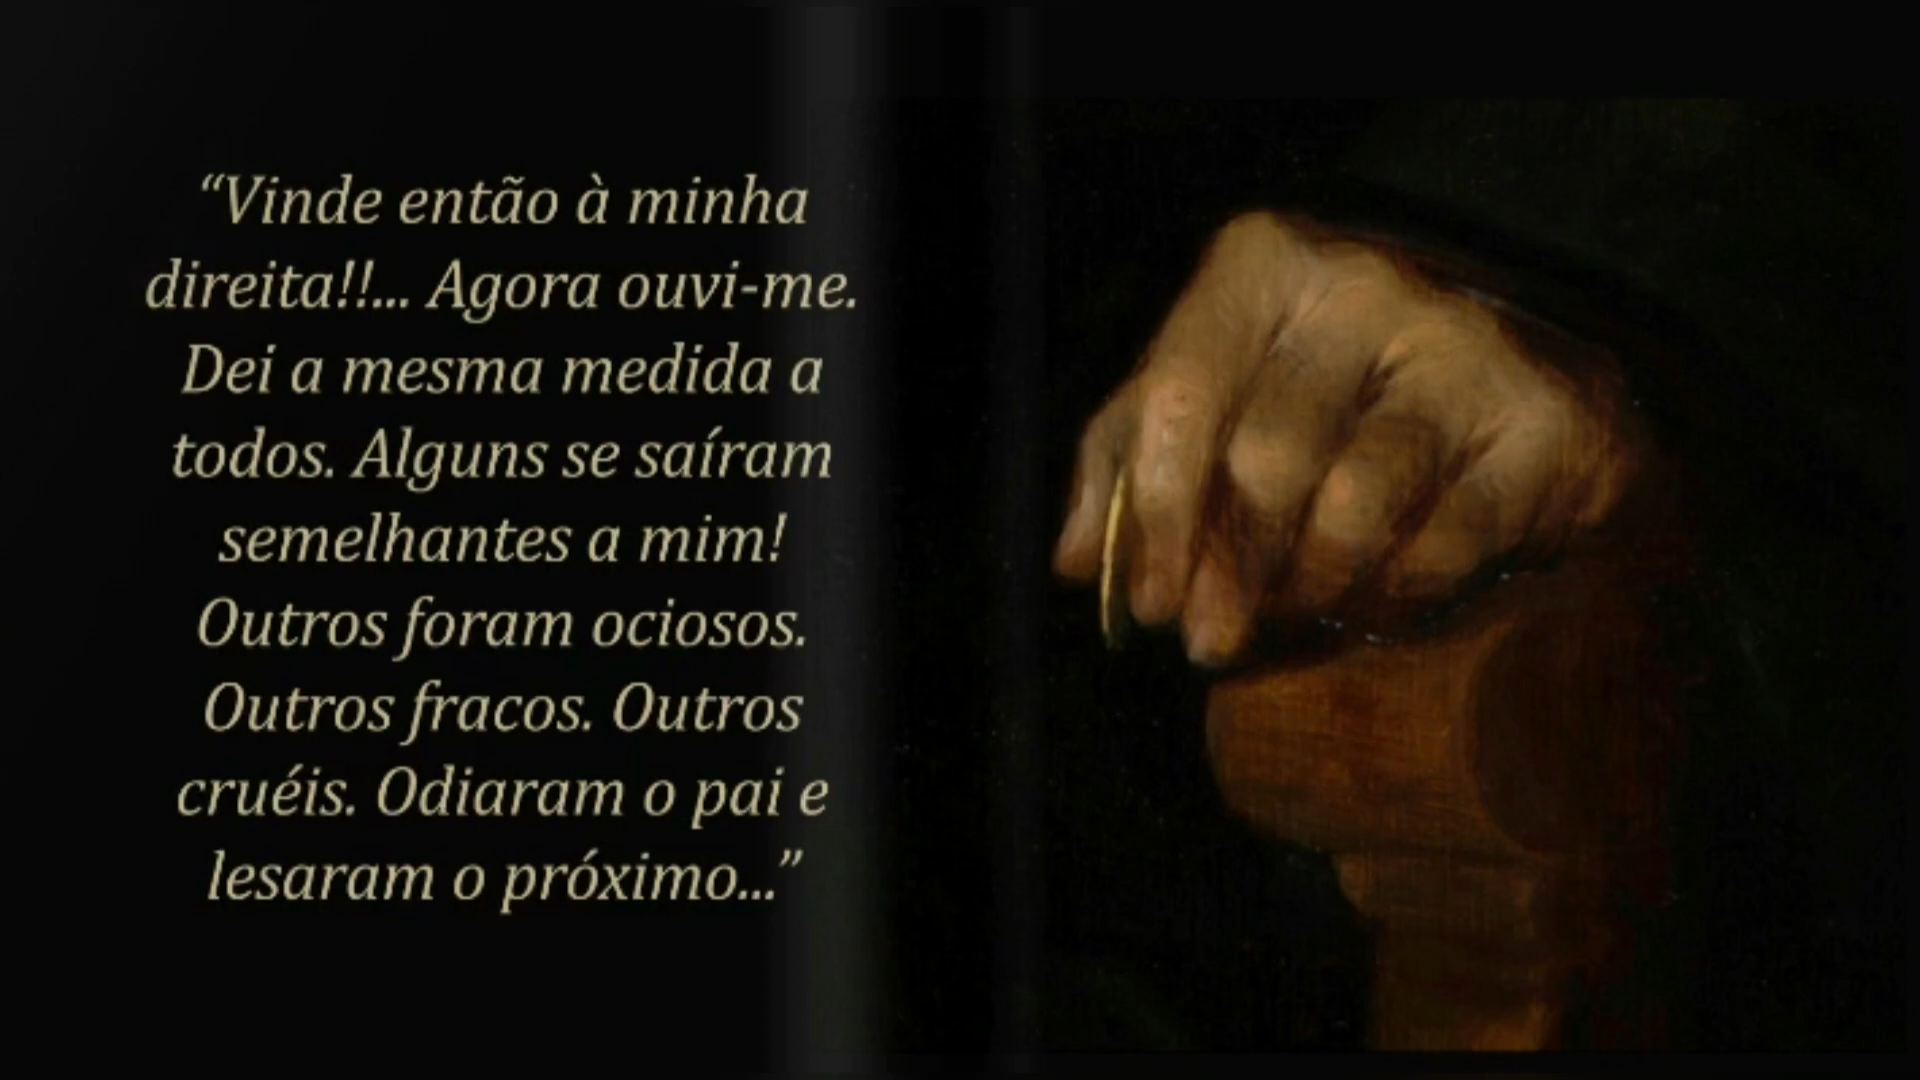 “Vinde então à minha
direita!!... Agora ouvi-me.
Dei a mesma medida a
todos. Alguns se saíram
semelhantes a mim!
Outros foram ociosos.
Outros fracos. Outros
cruéis. Odiaram o pai e
lesaram o próximo...”